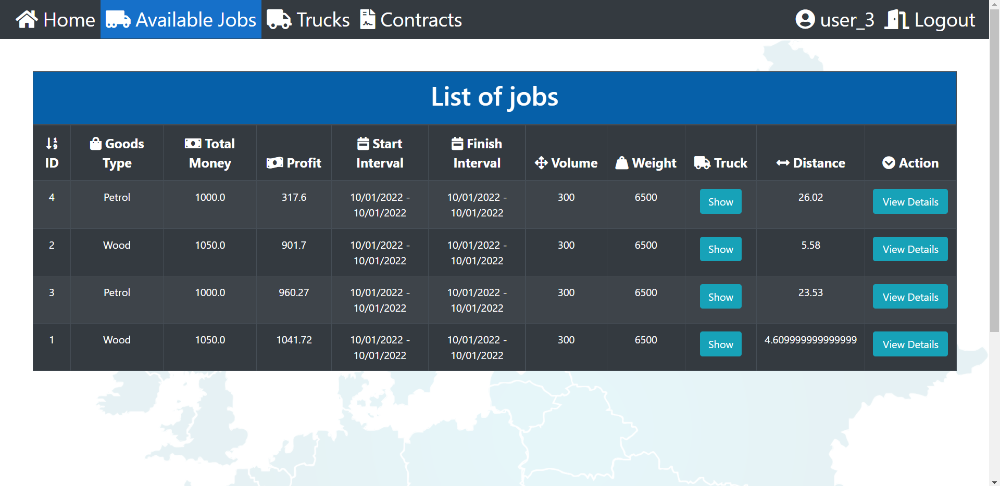 Home Available Jobs Trucks Contracts user_3 Logout
List of jobs
ID Goods Type Total Money Profit Start Interval Finish Interval Volume Weight Truck Distance Action
4 Petrol 1000.0 317.6 10/01/2022 - 10/01/2022 10/01/2022 - 10/01/2022 300 6500 Show 26.02 View Details
2 Wood 1050.0 901.7 10/01/2022 - 10/01/2022 10/01/2022 - 10/01/2022 300 6500 Show 5.58 View Details
3 Petrol 1000.0 960.27 10/01/2022 - 10/01/2022 10/01/2022 - 10/01/2022 300 6500 Show 23.53 View Details
1 Wood 1050.0 1041.72 10/01/2022 - 10/01/2022 10/01/2022 - 10/01/2022 300 6500 Show 4.609999999999999 View Details